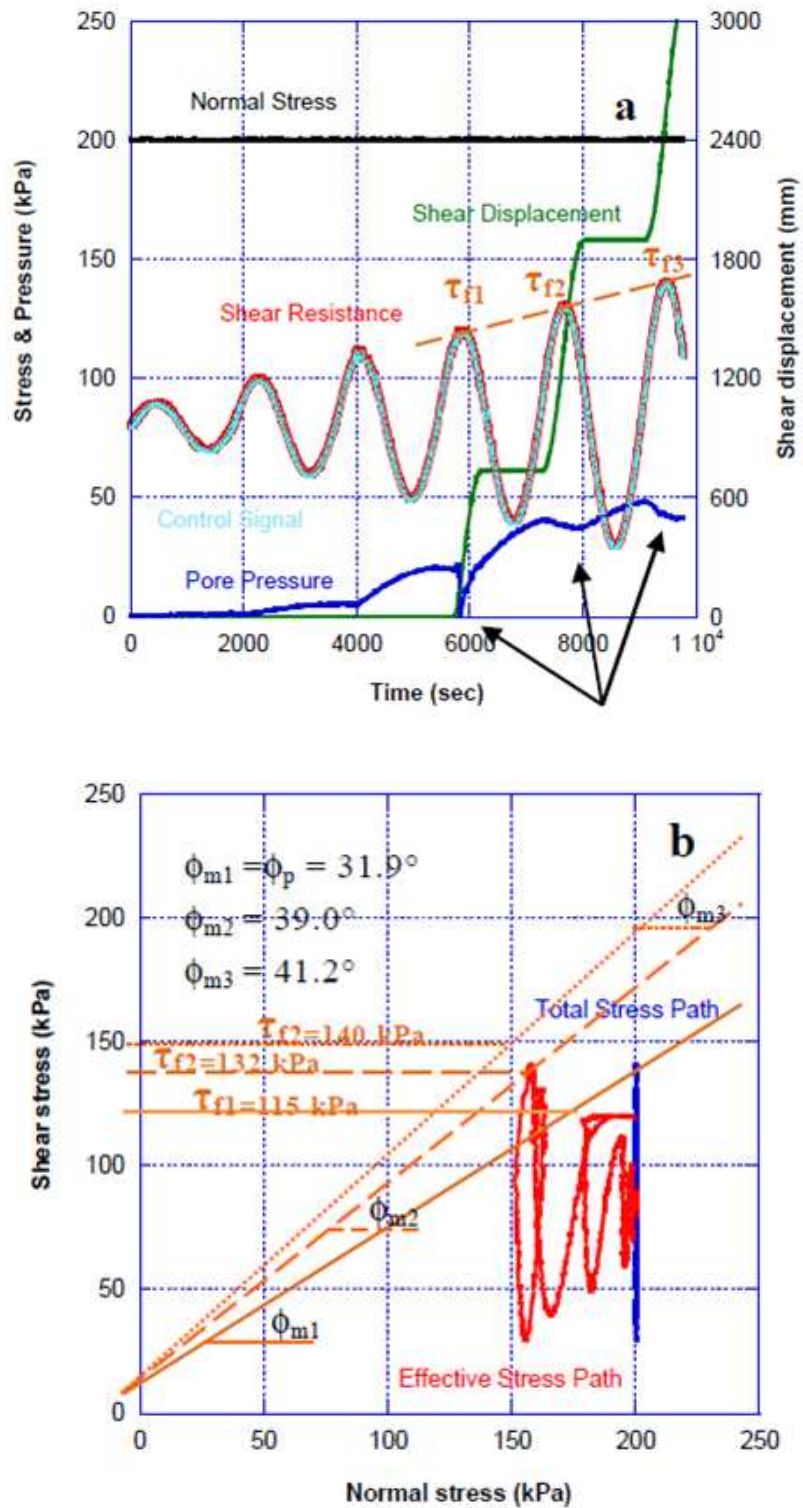 250
3000
a
Normal Stress
200
2400
Shear Displacement
Stress & Pressure (kPa)
Shear displacement (mm)
150
1800
τf1
τf2
τf3
Shear Resistance
100
1200
50
600
Control Signal
Pore Pressure
0
0
0
2000
4000
6000
8000
1 10⁴
Time (sec)
250
b
ϕm1 =ϕp = 31.9°
ϕm2 = 39.0°
ϕm3 = 41.2°
200
ϕm3
Total Stress Path
Shear stress (kPa)
150
τf2=140 kPa
τf2=132 kPa
τf1=115 kPa
100
ϕm2
50
ϕm1
Effective Stress Path
0
0
50
100
150
200
250
Normal stress (kPa)